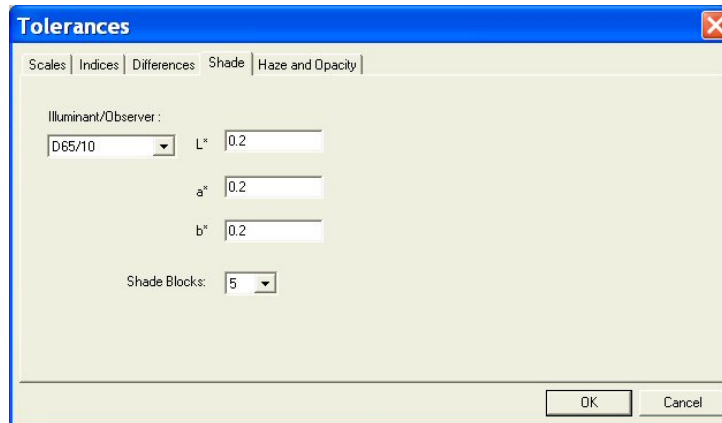 Tolerances
Scales Indices Differences Shade Haze and Opacity
Illuminant/Observer :
D65/10 L* 0.2
a* 0.2
b* 0.2
Shade Blocks: 5
OK Cancel